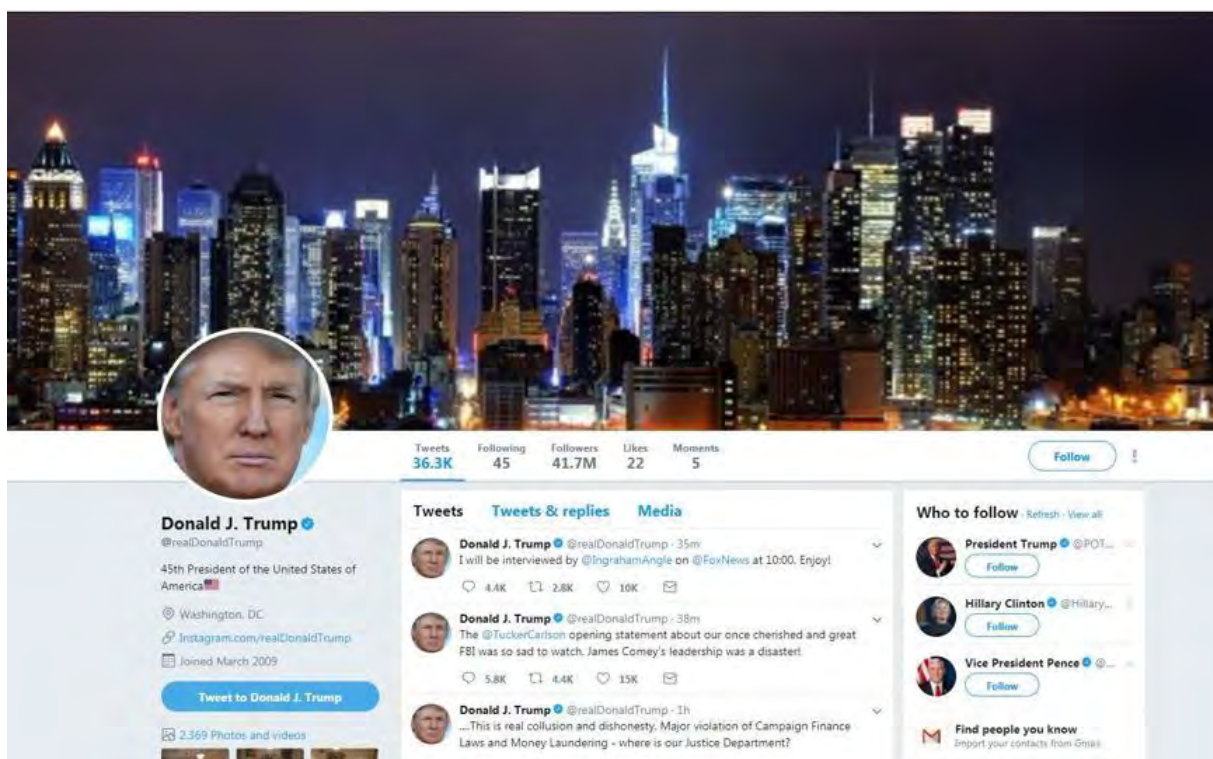 Tweets Following Followers Likes Moments
36.3K 45 41.7M 22 5
Follow
Donald J. Trump
@realDonaldTrump
45th President of the United States of
America
Washington, DC
Instagram.com/realDonaldTrump
Joined March 2009
Tweet to Donald J. Trump
2,369 Photos and videos
Tweets Tweets & replies Media
Donald J. Trump @realDonaldTrump · 35m
I will be interviewed by @IngrahamAngle on @FoxNews at 10:00. Enjoy!
4.4K 2.8K 10K
Donald J. Trump @realDonaldTrump · 38m
The @TuckerCarlson opening statement about our once cherished and great
FBI was so sad to watch. James Comey's leadership was a disaster!
5.8K 4.4K 15K
Donald J. Trump @realDonaldTrump · 1h
....This is real collusion and dishonesty. Major violation of Campaign Finance
Laws and Money Laundering - where is our Justice Department?
Who to follow · Refresh · View all
President Trump @POT...
Follow
Hillary Clinton @Hillary...
Follow
Vice President Pence @...
Follow
Find people you know
Import your contacts from Gmail